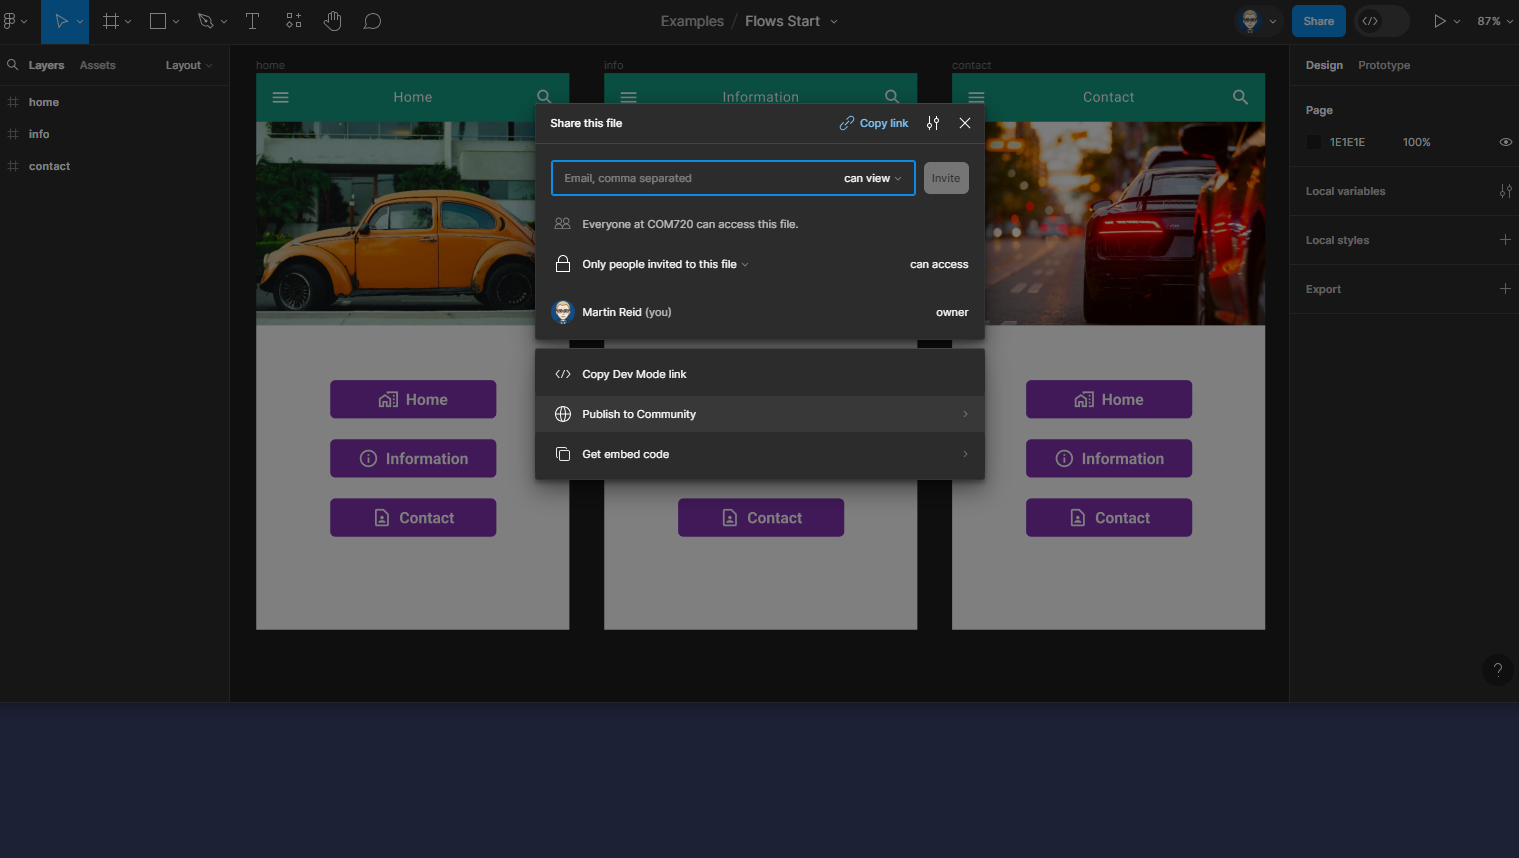 Examples / Flows Start
Share
87%
Layers Assets Layout
home
info
contact
home
info
contact
Home
Information
Contact
Share this file
Copy link
Email, comma separated
can view
Invite
Everyone at COM720 can access this file.
Only people invited to this file
can access
Martin Reid (you)
owner
Copy Dev Mode link
Publish to Community
Get embed code
Home
Information
Contact
Contact
Home
Information
Contact
Design Prototype
Page
1E1E1E 100%
Local variables
Local styles
Export
?